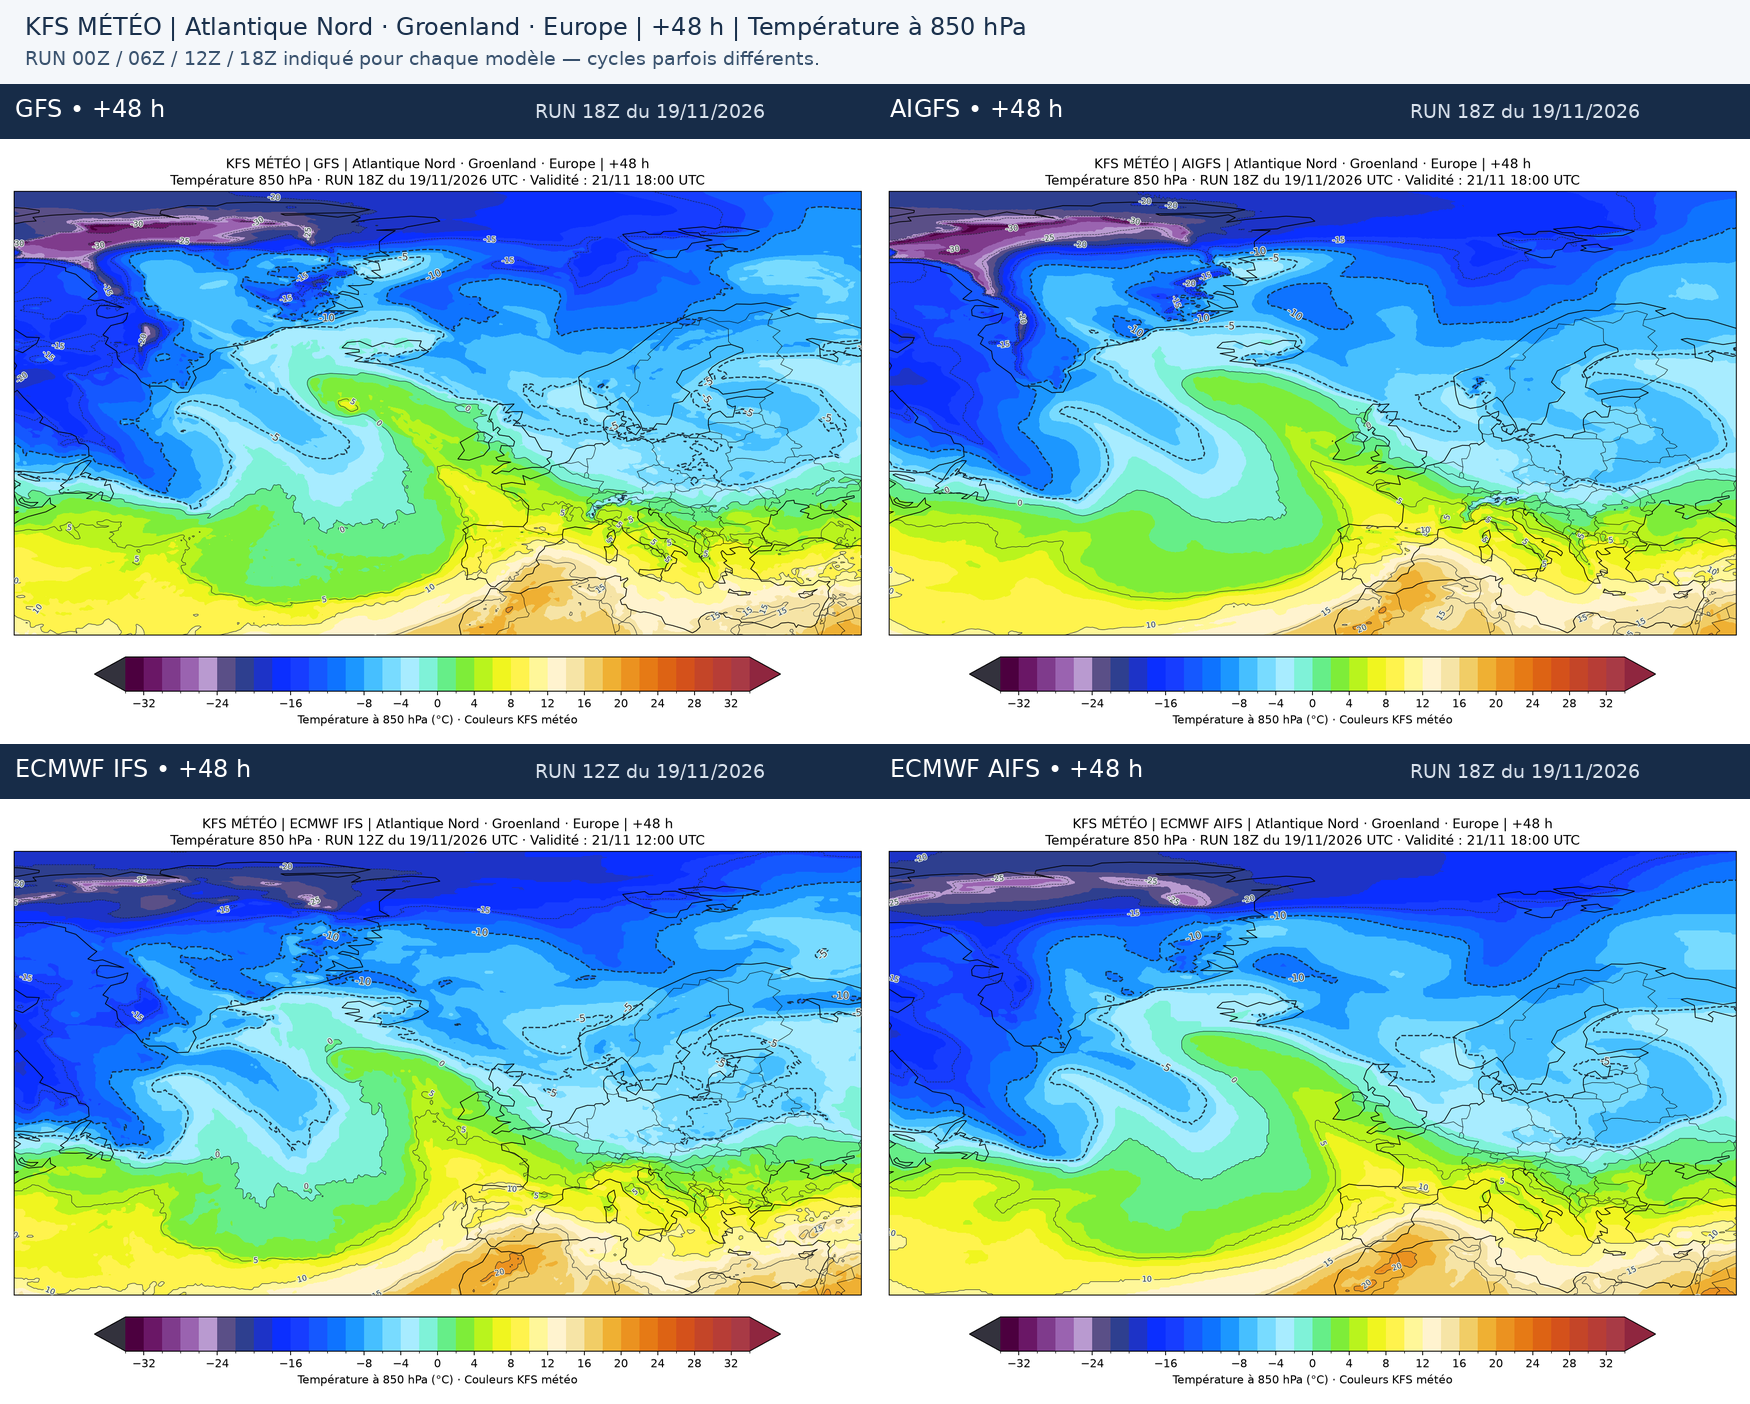 KFS MÉTÉO | Atlantique Nord · Groenland · Europe | +48 h | Température à 850 hPa
RUN 00Z / 06Z / 12Z / 18Z indiqué pour chaque modèle — cycles parfois différents.
GFS • +48 h
RUN 18Z du 19/11/2026
KFS MÉTÉO | GFS | Atlantique Nord · Groenland · Europe | +48 h
Température 850 hPa · RUN 18Z du 19/11/2026 UTC · Validité : 21/11 18:00 UTC
−32 −24 −16 −8 −4 0 4 8 12 16 20 24 28 32
Température à 850 hPa (°C) · Couleurs KFS météo
AIGFS • +48 h
RUN 18Z du 19/11/2026
KFS MÉTÉO | AIGFS | Atlantique Nord · Groenland · Europe | +48 h
Température 850 hPa · RUN 18Z du 19/11/2026 UTC · Validité : 21/11 18:00 UTC
−32 −24 −16 −8 −4 0 4 8 12 16 20 24 28 32
Température à 850 hPa (°C) · Couleurs KFS météo
ECMWF IFS • +48 h
RUN 12Z du 19/11/2026
KFS MÉTÉO | ECMWF IFS | Atlantique Nord · Groenland · Europe | +48 h
Température 850 hPa · RUN 12Z du 19/11/2026 UTC · Validité : 21/11 12:00 UTC
−32 −24 −16 −8 −4 0 4 8 12 16 20 24 28 32
Température à 850 hPa (°C) · Couleurs KFS météo
ECMWF AIFS • +48 h
RUN 18Z du 19/11/2026
KFS MÉTÉO | ECMWF AIFS | Atlantique Nord · Groenland · Europe | +48 h
Température 850 hPa · RUN 18Z du 19/11/2026 UTC · Validité : 21/11 18:00 UTC
−32 −24 −16 −8 −4 0 4 8 12 16 20 24 28 32
Température à 850 hPa (°C) · Couleurs KFS météo